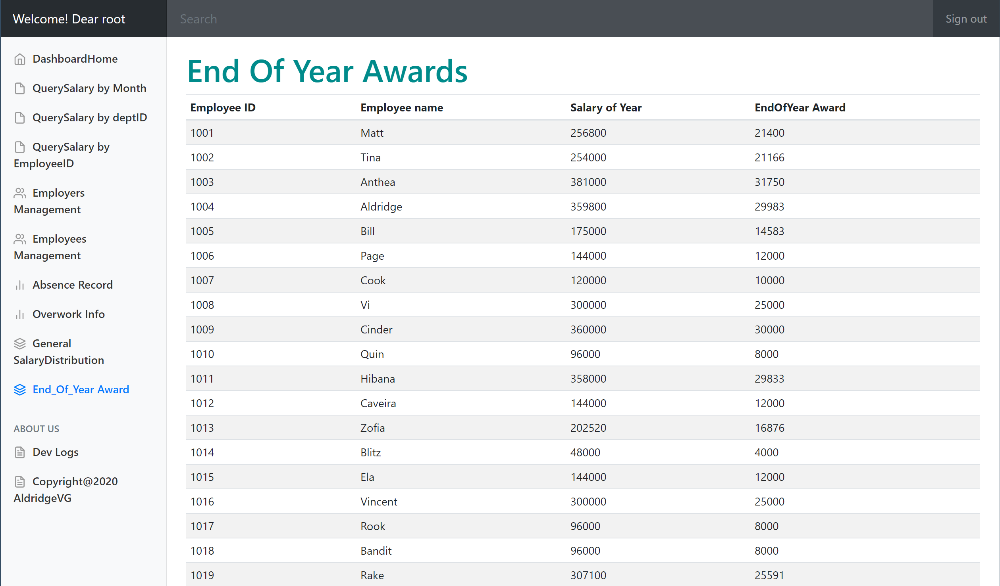 Welcome! Dear root
Search
Sign out
DashboardHome
QuerySalary by Month
QuerySalary by deptID
QuerySalary by
EmployeeID
Employers
Management
Employees
Management
Absence Record
Overwork Info
General
SalaryDistribution
End_Of_Year Award
ABOUT US
Dev Logs
Copyright@2020
AldridgeVG
End Of Year Awards
Employee ID Employee name Salary of Year EndOfYear Award
1001 Matt 256800 21400
1002 Tina 254000 21166
1003 Anthea 381000 31750
1004 Aldridge 359800 29983
1005 Bill 175000 14583
1006 Page 144000 12000
1007 Cook 120000 10000
1008 Vi 300000 25000
1009 Cinder 360000 30000
1010 Quin 96000 8000
1011 Hibana 358000 29833
1012 Caveira 144000 12000
1013 Zofia 202520 16876
1014 Blitz 48000 4000
1015 Ela 144000 12000
1016 Vincent 300000 25000
1017 Rook 96000 8000
1018 Bandit 96000 8000
1019 Rake 307100 25591